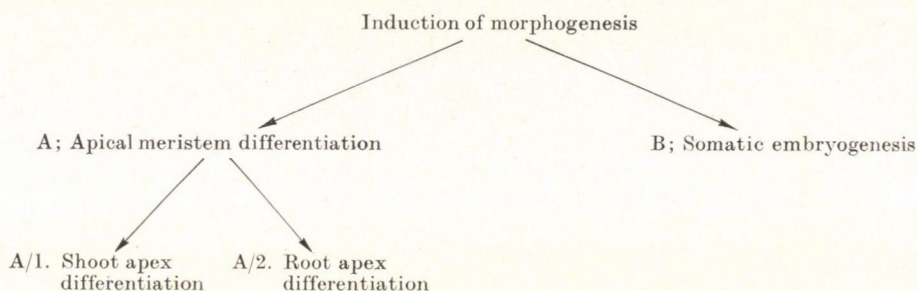 Induction of morphogenesis
A; Apical meristem differentiation
B; Somatic embryogenesis
A/1. Shoot apex
differentiation
A/2. Root apex
differentiation